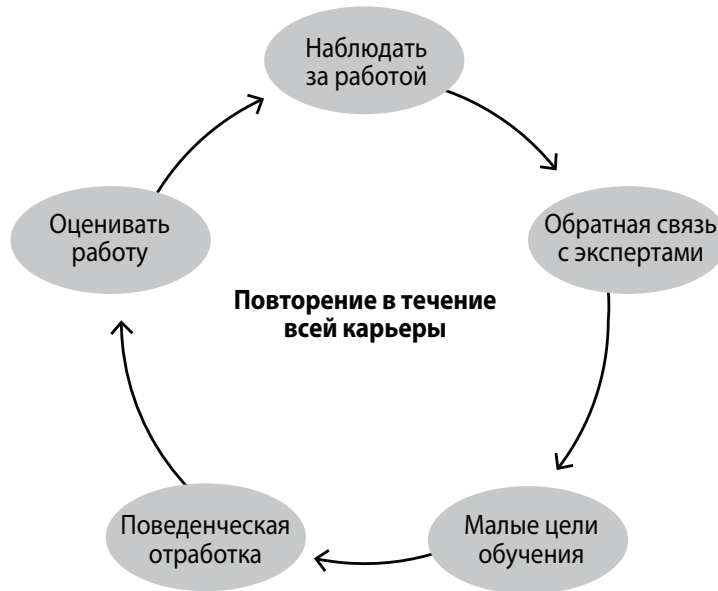 Наблюдать
за работой
Обратная связь
с экспертами
Малые цели
обучения
Поведенческая
отработка
Оценивать
работу
Повторение в течение
всей карьеры